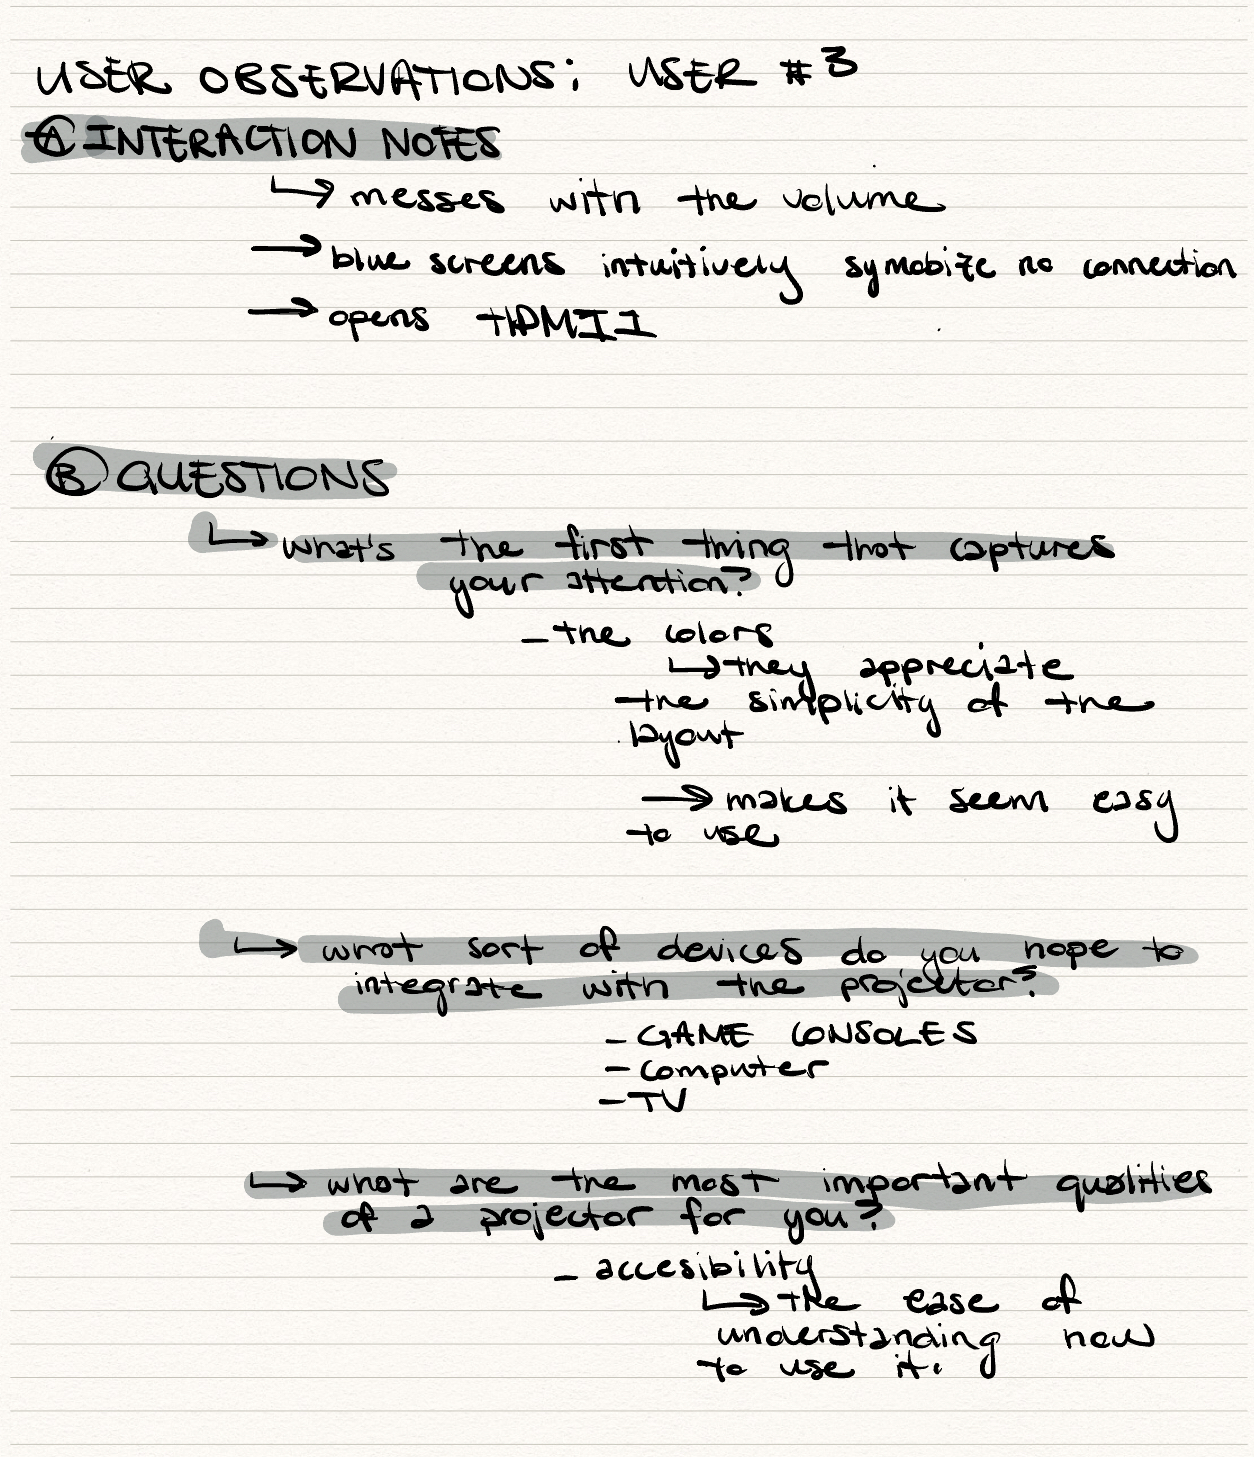 USER OBSERVATIONS: USER #3
Ⓐ INTERACTION NOTES
↳ messes with the volume
→ blue screens intuitively symobize no connection
→ opens HDMI1
Ⓑ QUESTIONS
↳ what's the first thing that captures
your attention?
- the colors
↳ they appreciate
the simplicity of the
layout
→ makes it seem easy
to use
↳ what sort of devices do you hope to
integrate with the projector?
- GAME CONSOLES
- computer
- TV
↳ what are the most important qualities
of a projector for you?
- accesibility
↳ the ease of
understanding how
to use it.